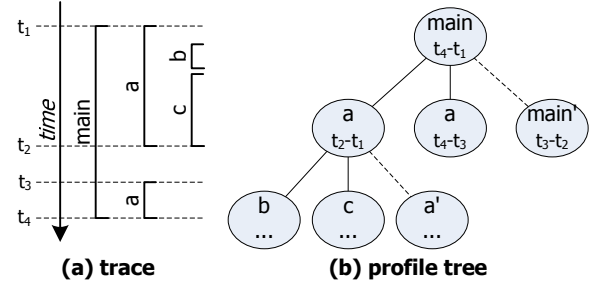 t1
t2
t3
t4
time
main
a
b
c
a
(a) trace
main
t4-t1
a
t2-t1
a
t4-t3
main'
t3-t2
b
...
c
...
a'
...
(b) profile tree